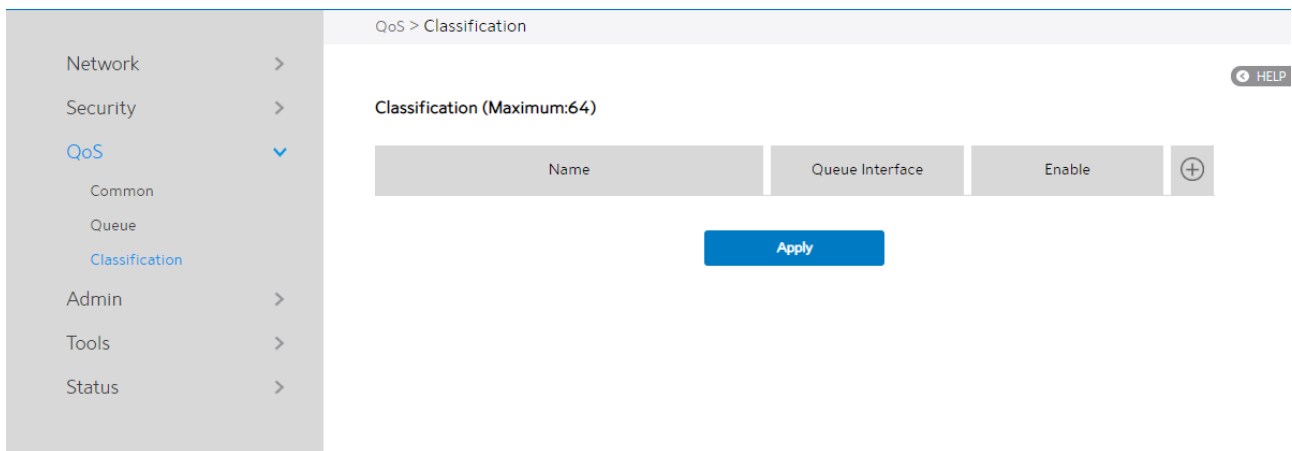 QoS > Classification
Network
Security
QoS
Common
Queue
Classification
Admin
Tools
Status
HELP
Classification (Maximum:64)
Name Queue Interface Enable
Apply